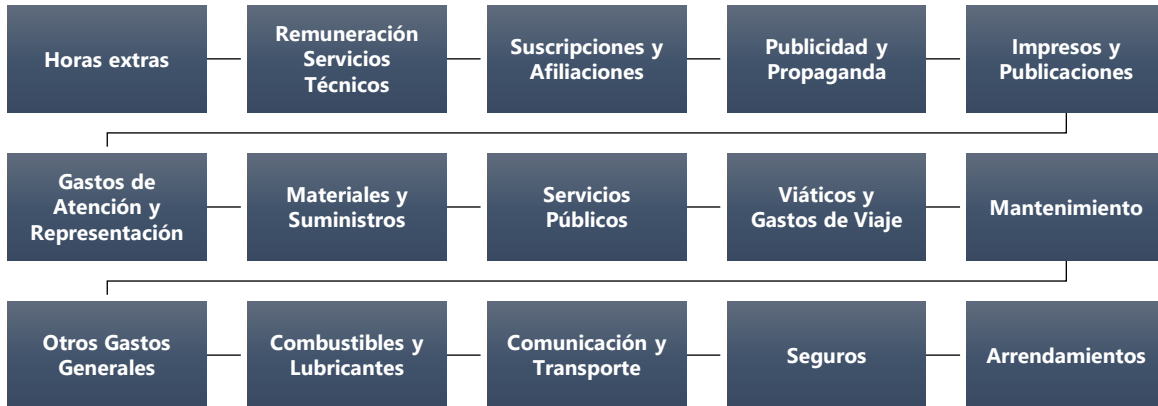 Horas extras
Remuneración
Servicios
Técnicos
Suscripciones y
Afiliaciones
Publicidad y
Propaganda
Impresos y
Publicaciones
Gastos de
Atención y
Representación
Materiales y
Suministros
Servicios
Públicos
Viáticos y
Gastos de Viaje
Mantenimiento
Otros Gastos
Generales
Combustibles y
Lubricantes
Comunicación y
Transporte
Seguros
Arrendamientos